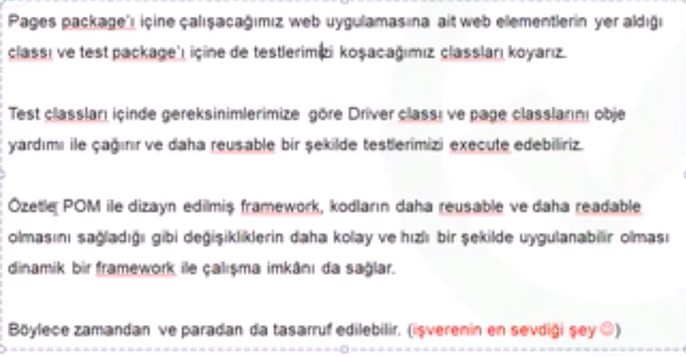 Pages package'ı içine çalışacağımız web uygulamasına ait web elementlerin yer aldığı
classı ve test package'ı içine de testlerimizi koşacağımız classları koyarız.
Test classları içinde gereksinimlerimize göre Driver classı ve page classlarını obje
yardımı ile çağırır ve daha reusable bir şekilde testlerimizi execute edebiliriz.
Özetle POM ile dizayn edilmiş framework, kodların daha reusable ve daha readable
olmasını sağladığı gibi değişikliklerin daha kolay ve hızlı bir şekilde uygulanabilir olması
dinamik bir framework ile çalışma imkânı da sağlar.
Böylece zamandan ve paradan da tasarruf edilebilir. (işverenin en sevdiği şey ☺)